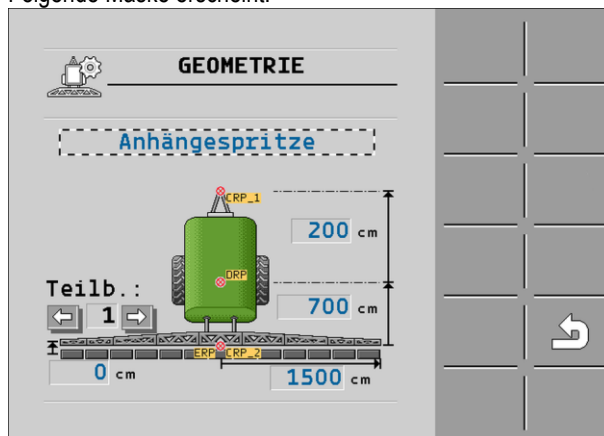 Folgende Maske erscheint:
GEOMETRIE
Anhängespritze
CRP_1
200 cm
DRP
Teilb.:
1
700 cm
ERP CRP_2
0 cm
1500 cm